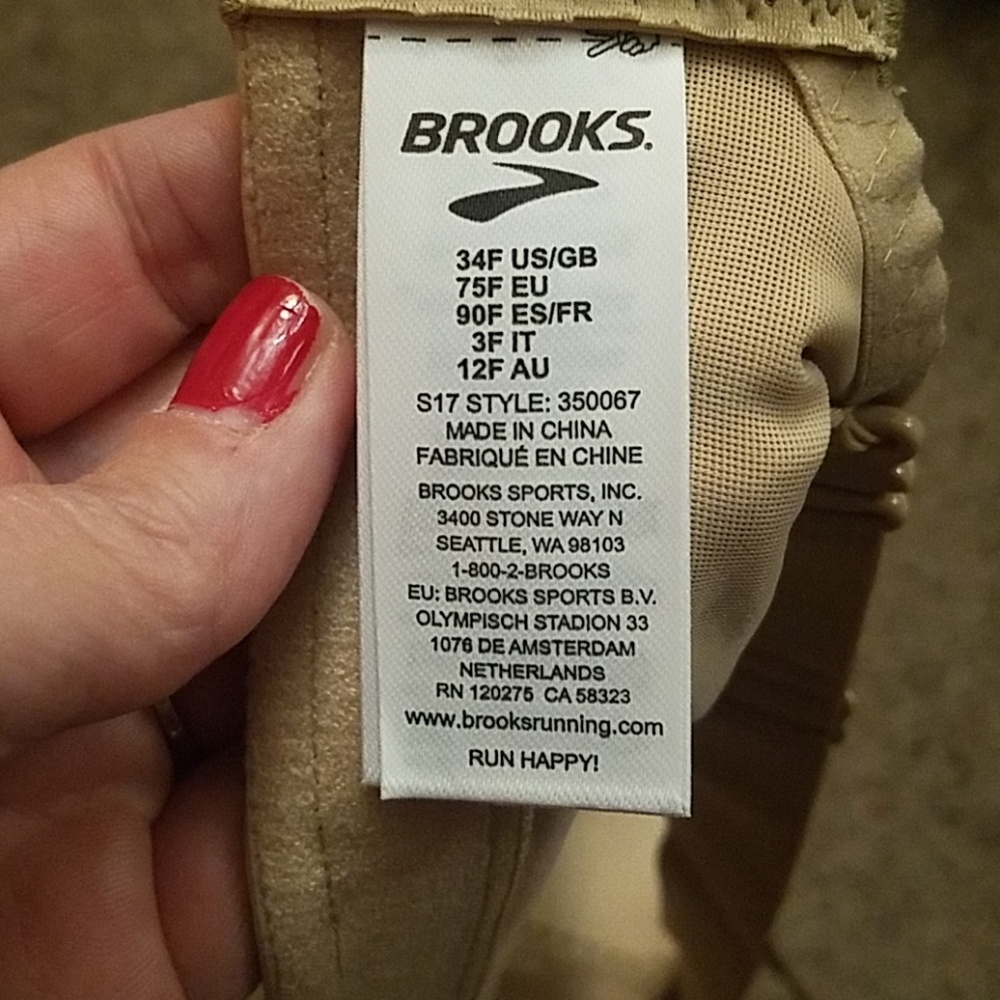 BROOKS.
34F US/GB
75F EU
90F ES/FR
3F IT
12F AU
S17 STYLE: 350067
MADE IN CHINA
FABRIQUÉ EN CHINE
BROOKS SPORTS, INC.
3400 STONE WAY N
SEATTLE, WA 98103
1-800-2-BROOKS
EU: BROOKS SPORTS B.V.
OLYMPISCH STADION 33
1076 DE AMSTERDAM
NETHERLANDS
RN 120275 CA 58323
www.brooksrunning.com
RUN HAPPY!